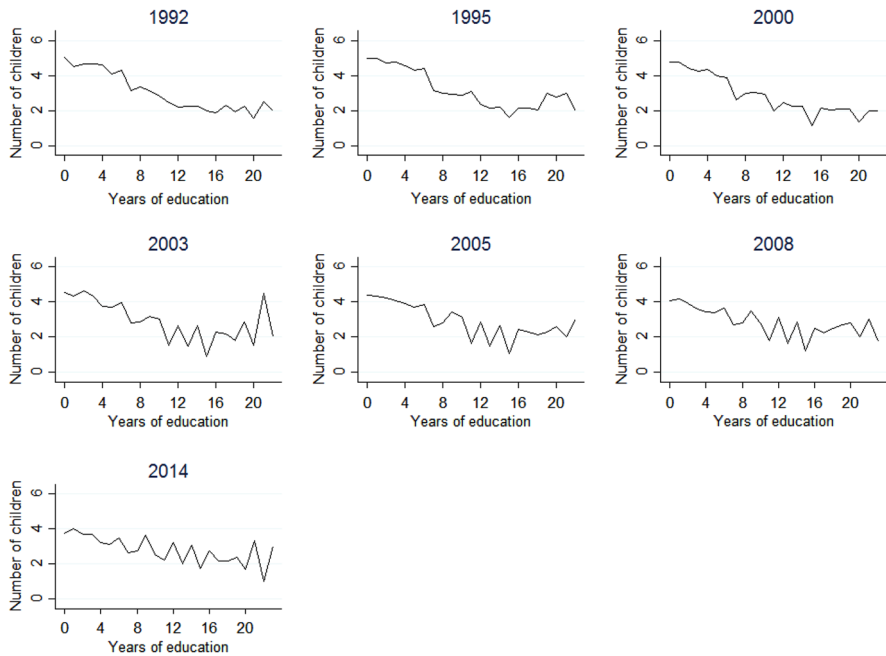 1992
Number of children
0 2 4 6
0 4 8 12 16 20
Years of education
1995
Number of children
0 2 4 6
0 4 8 12 16 20
Years of education
2000
Number of children
0 2 4 6
0 4 8 12 16 20
Years of education
2003
Number of children
0 2 4 6
0 4 8 12 16 20
Years of education
2005
Number of children
0 2 4 6
0 4 8 12 16 20
Years of education
2008
Number of children
0 2 4 6
0 4 8 12 16 20
Years of education
2014
Number of children
0 2 4 6
0 4 8 12 16 20
Years of education